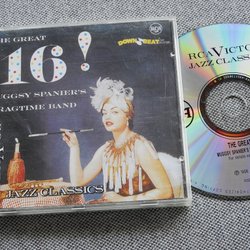 THE GREAT
16!
DOWN BEAT
RCA
MUGGSY SPANIER'S
RAGTIME BAND
JAZZ CLASSICS
RCA VICTOR
JAZZ CLASSICS
THE GREAT
MUGGSY SPANIER'S